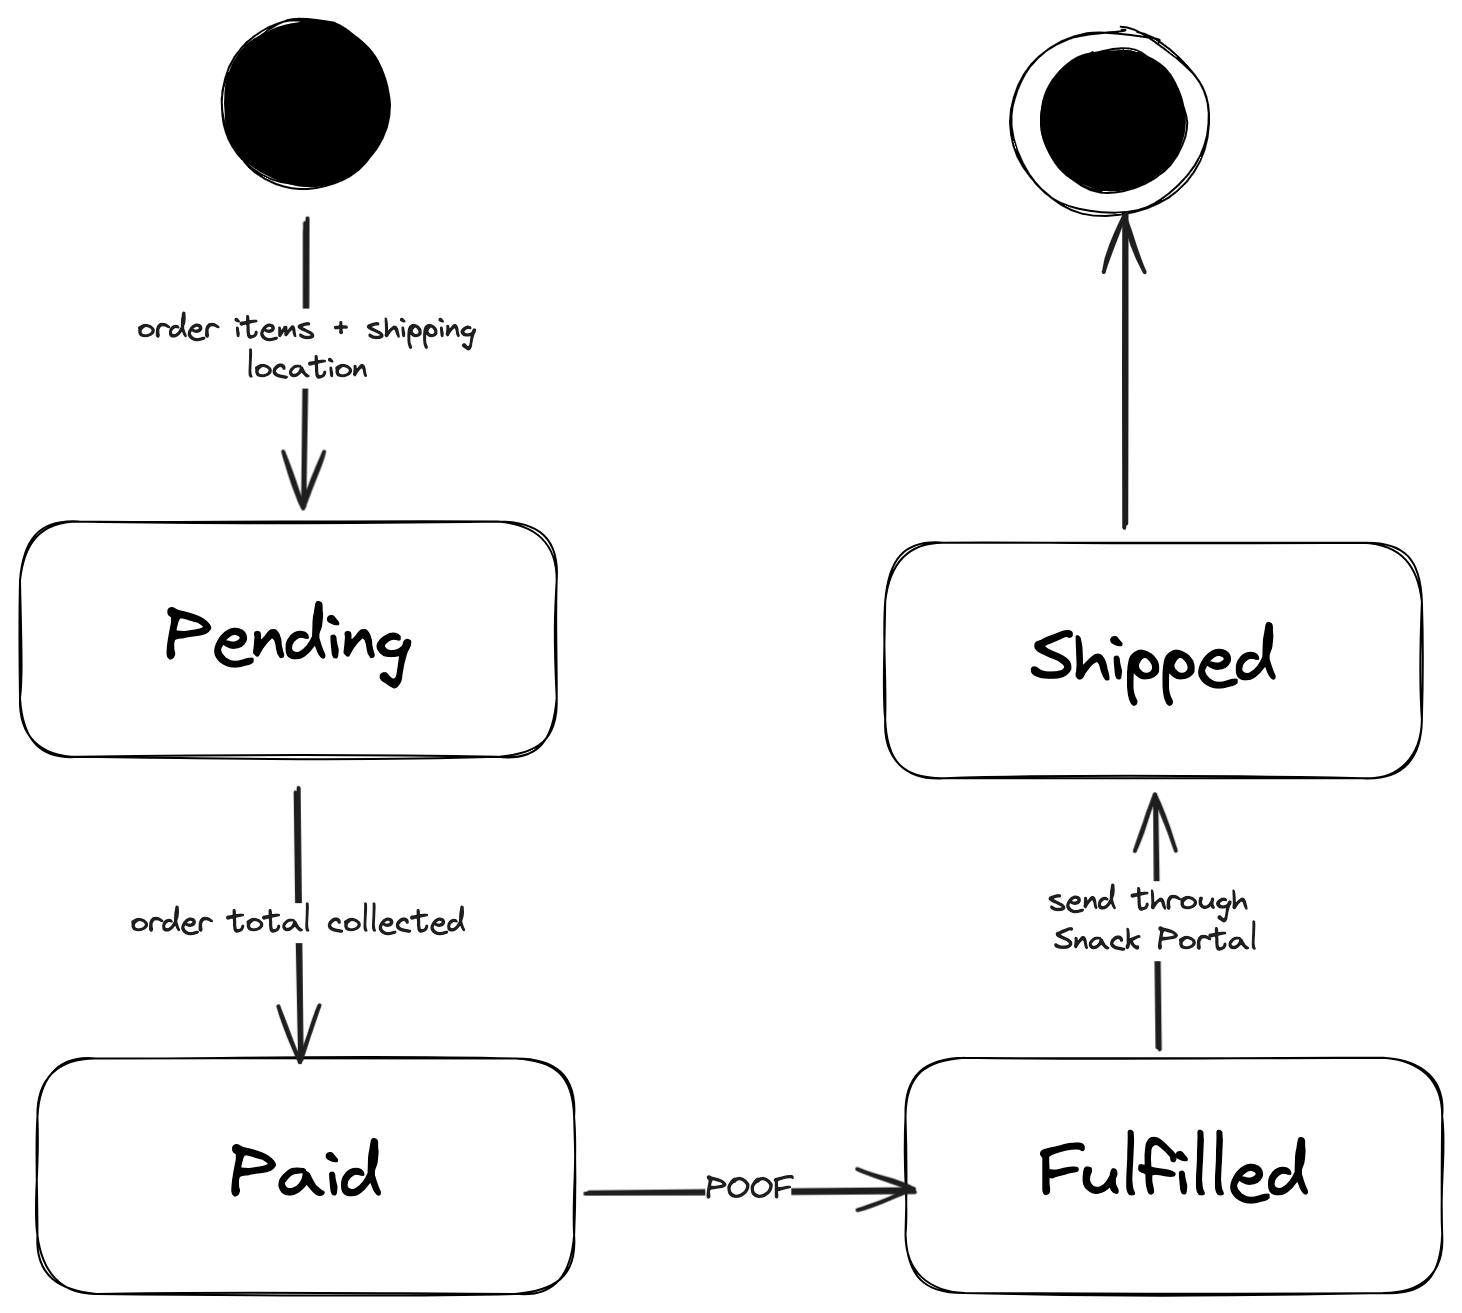 order items + shipping
location
Pending
order total collected
Paid
POOF
Fulfilled
send through
Snack Portal
Shipped